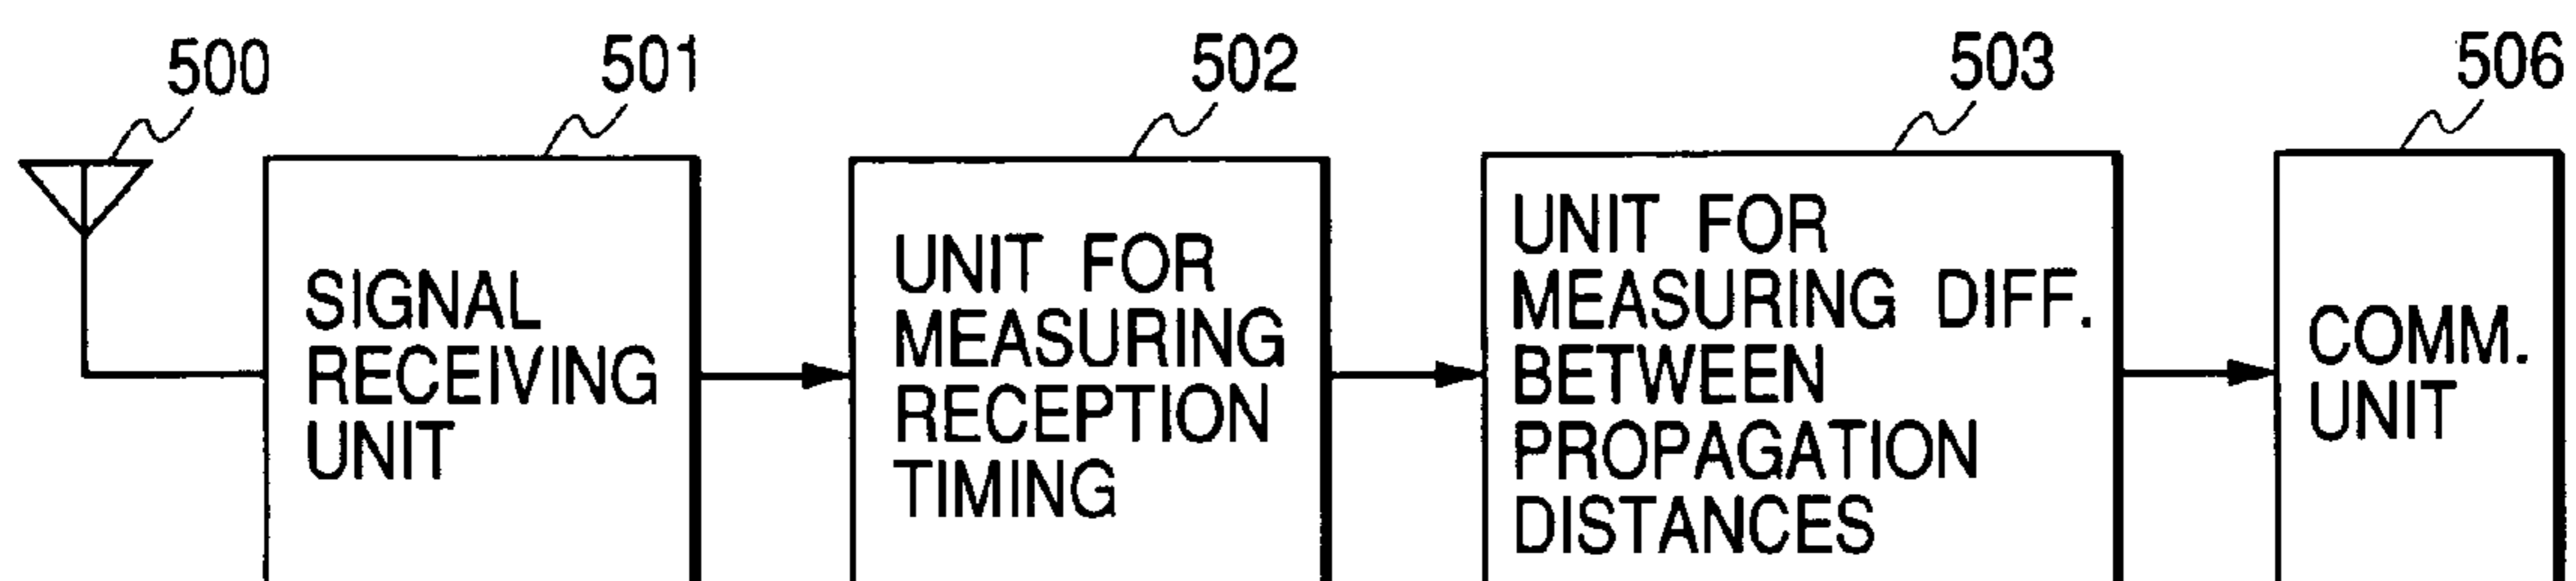 500
501
502
503
506
SIGNAL
RECEIVING
UNIT
UNIT FOR
MEASURING
RECEPTION
TIMING
UNIT FOR
MEASURING DIFF.
BETWEEN
PROPAGATION
DISTANCES
COMM.
UNIT